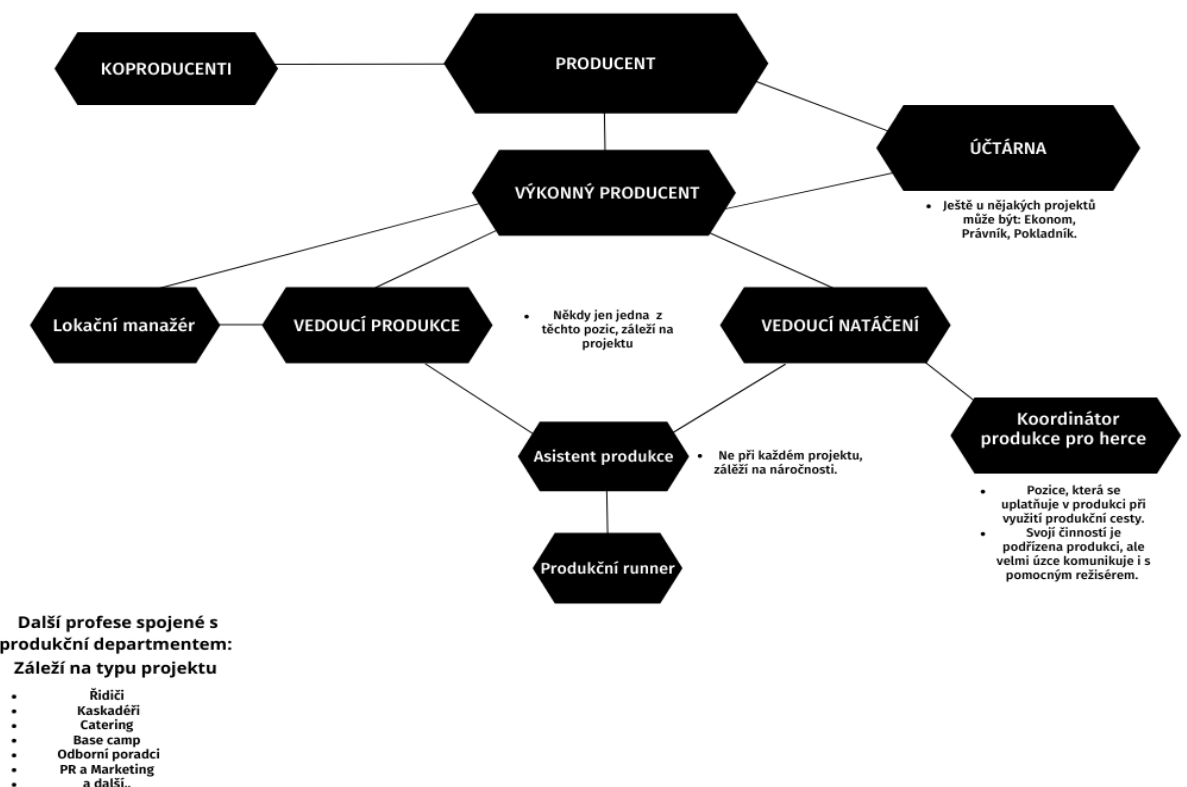 KOPRODUCENTI
PRODUCENT
ÚČTÁRNA
• Ještě u nějakých projektů
může být: Ekonom,
Právník, Pokladník.
VÝKONNÝ PRODUCENT
Lokační manažér
VEDOUCÍ PRODUKCE
• Někdy jen jedna z
těchto pozic, záleží na
projektu
VEDOUCÍ NATÁČENÍ
Koordinátor
produkce pro herce
• Pozice, která se
uplatňuje v produkci při
využití produkční cesty.
• Svojí činností je
podřízena produkci, ale
velmi úzce komunikuje i s
pomocným režisérem.
Asistent produkce
• Ne při každém projektu,
zálěží na náročnosti.
Produkční runner
Další profese spojené s
produkční departmentem:
Záleží na typu projektu
• Řidiči
• Kaskadéři
• Catering
• Base camp
• Odborní poradci
• PR a Marketing
• a další..